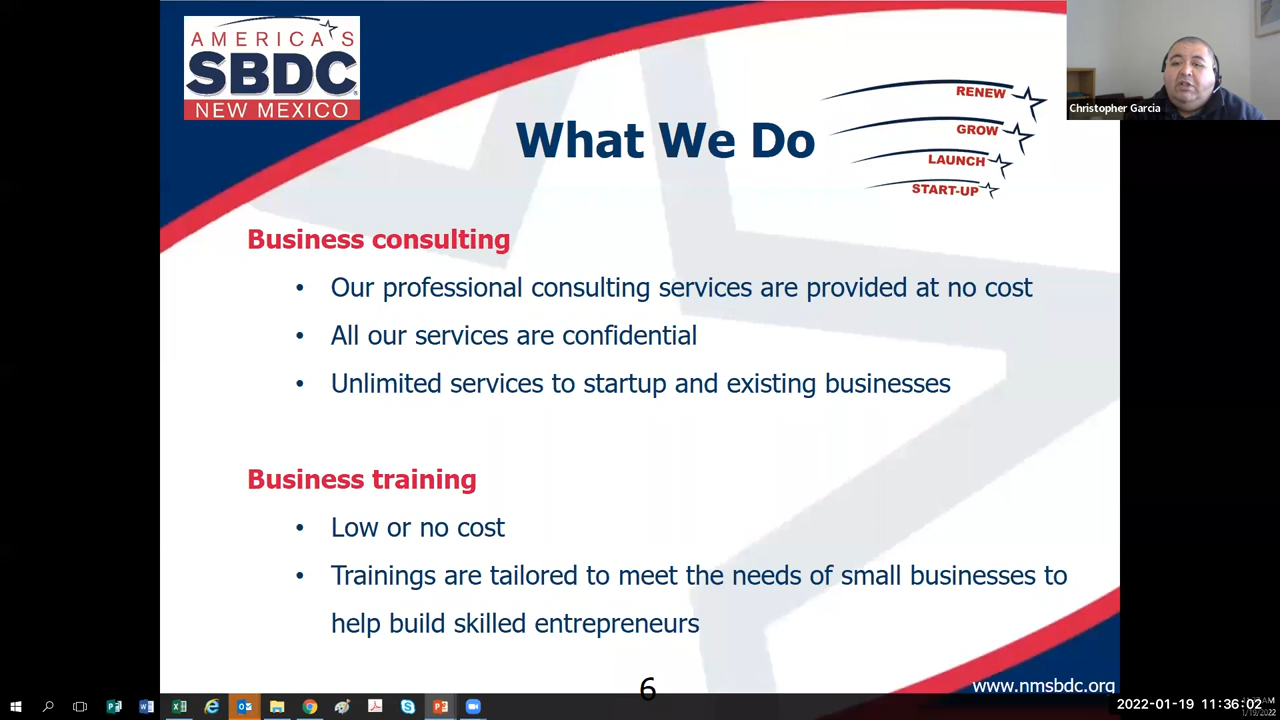 AMERICA'S
SBDC
NEW MEXICO
RENEW
GROW
LAUNCH
START-UP
Christopher Garcia
What We Do
Business consulting
• Our professional consulting services are provided at no cost
• All our services are confidential
• Unlimited services to startup and existing businesses
Business training
• Low or no cost
• Trainings are tailored to meet the needs of small businesses to
help build skilled entrepreneurs
6
www.nmsbdc.org
2022-01-19 11:36:02